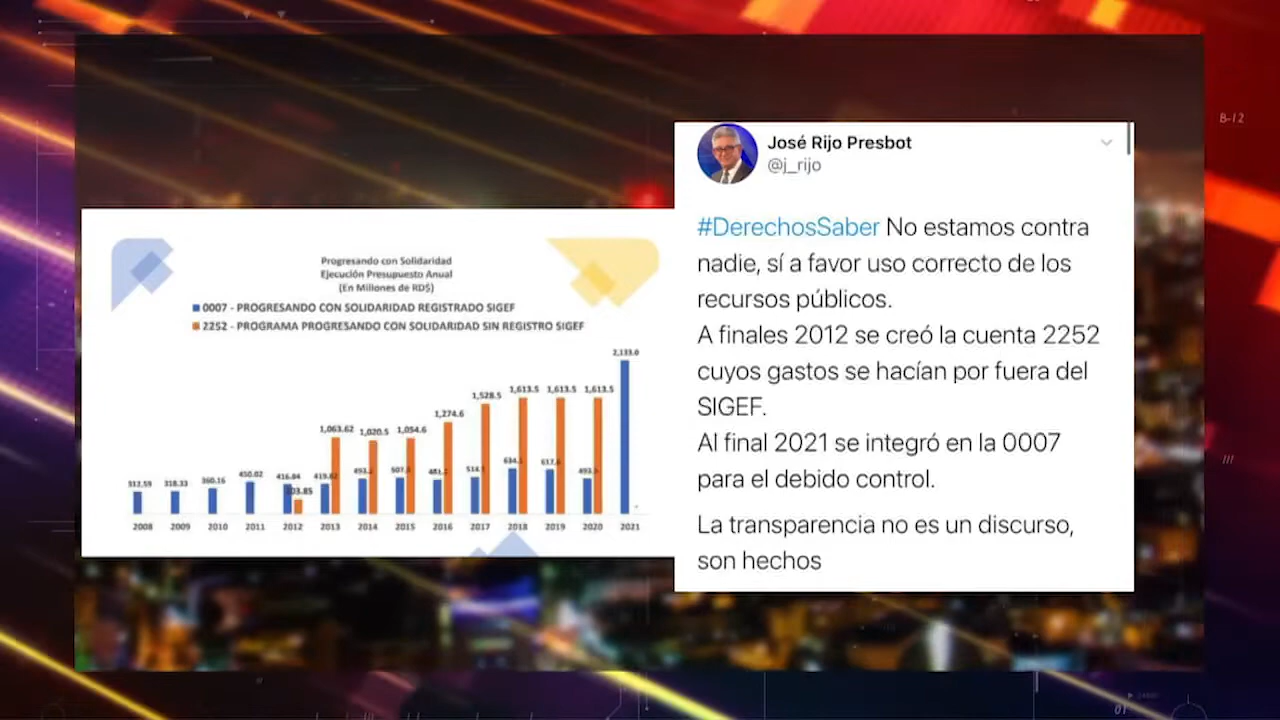 Progresando con Solidaridad
Ejecución Presupuesto Anual
(En Millones de RD$)
0007 - PROGRESANDO CON SOLIDARIDAD REGISTRADO SIGEF
2252 - PROGRAMA PROGRESANDO CON SOLIDARIDAD SIN REGISTRO SIGEF
2,133.0
1,528.5 1,613.5 1,613.5 1,613.5
1,274.6
1,063.62 1,020.5 1,054.6
318.33 360.16 450.02 416.84
103.85
2008 2009 2010 2011 2012 2013 2014 2015 2016 2017 2018 2019 2020 2021
José Rijo Presbot
@j_rijo
#DerechosSaber No estamos contra
nadie, sí a favor uso correcto de los
recursos públicos.
A finales 2012 se creó la cuenta 2252
cuyos gastos se hacían por fuera del
SIGEF.
Al final 2021 se integró en la 0007
para el debido control.
La transparencia no es un discurso,
son hechos
B-12